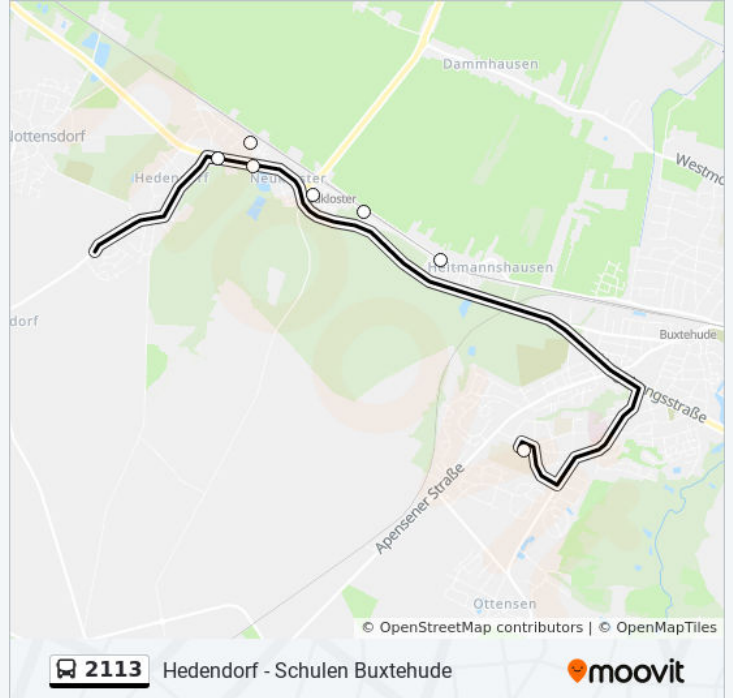 Dammhausen
Nottensdorf
Westmo
Hedendorf
Neukloster
ukloster
Heitmannshausen
dorf
Buxtehude
ngsstraße
Apensener Straße
Ottensen
© OpenStreetMap contributors | © OpenMapTiles
2113 Hedendorf - Schulen Buxtehude
moovit